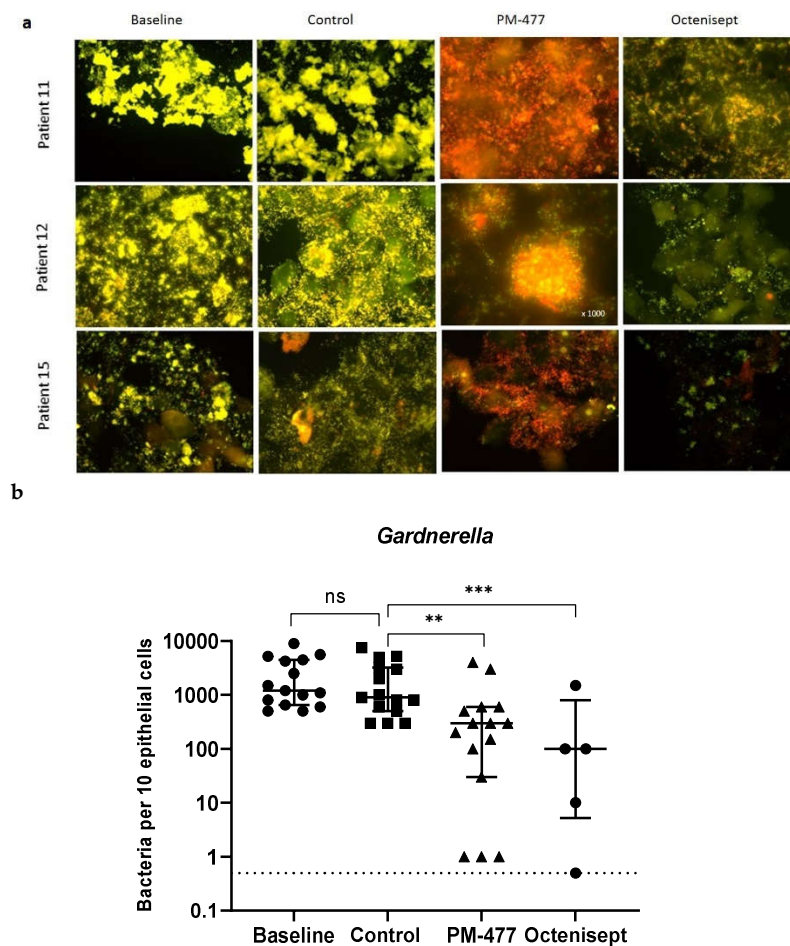 a
Baseline Control PM-477 Octenisept
Patient 11
Patient 12
x 1000
Patient 15
b
Gardnerella
***
ns
**
10000
1000
100
10
1
0.1
Bacteria per 10 epithelial cells
Baseline Control PM-477 Octenisept